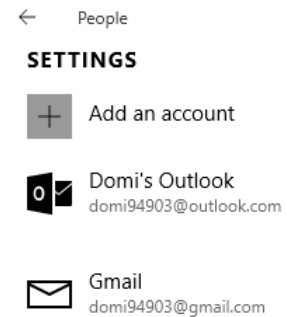 People
SETTINGS
Add an account
Domi's Outlook
domi94903@outlook.com
Gmail
domi94903@gmail.com